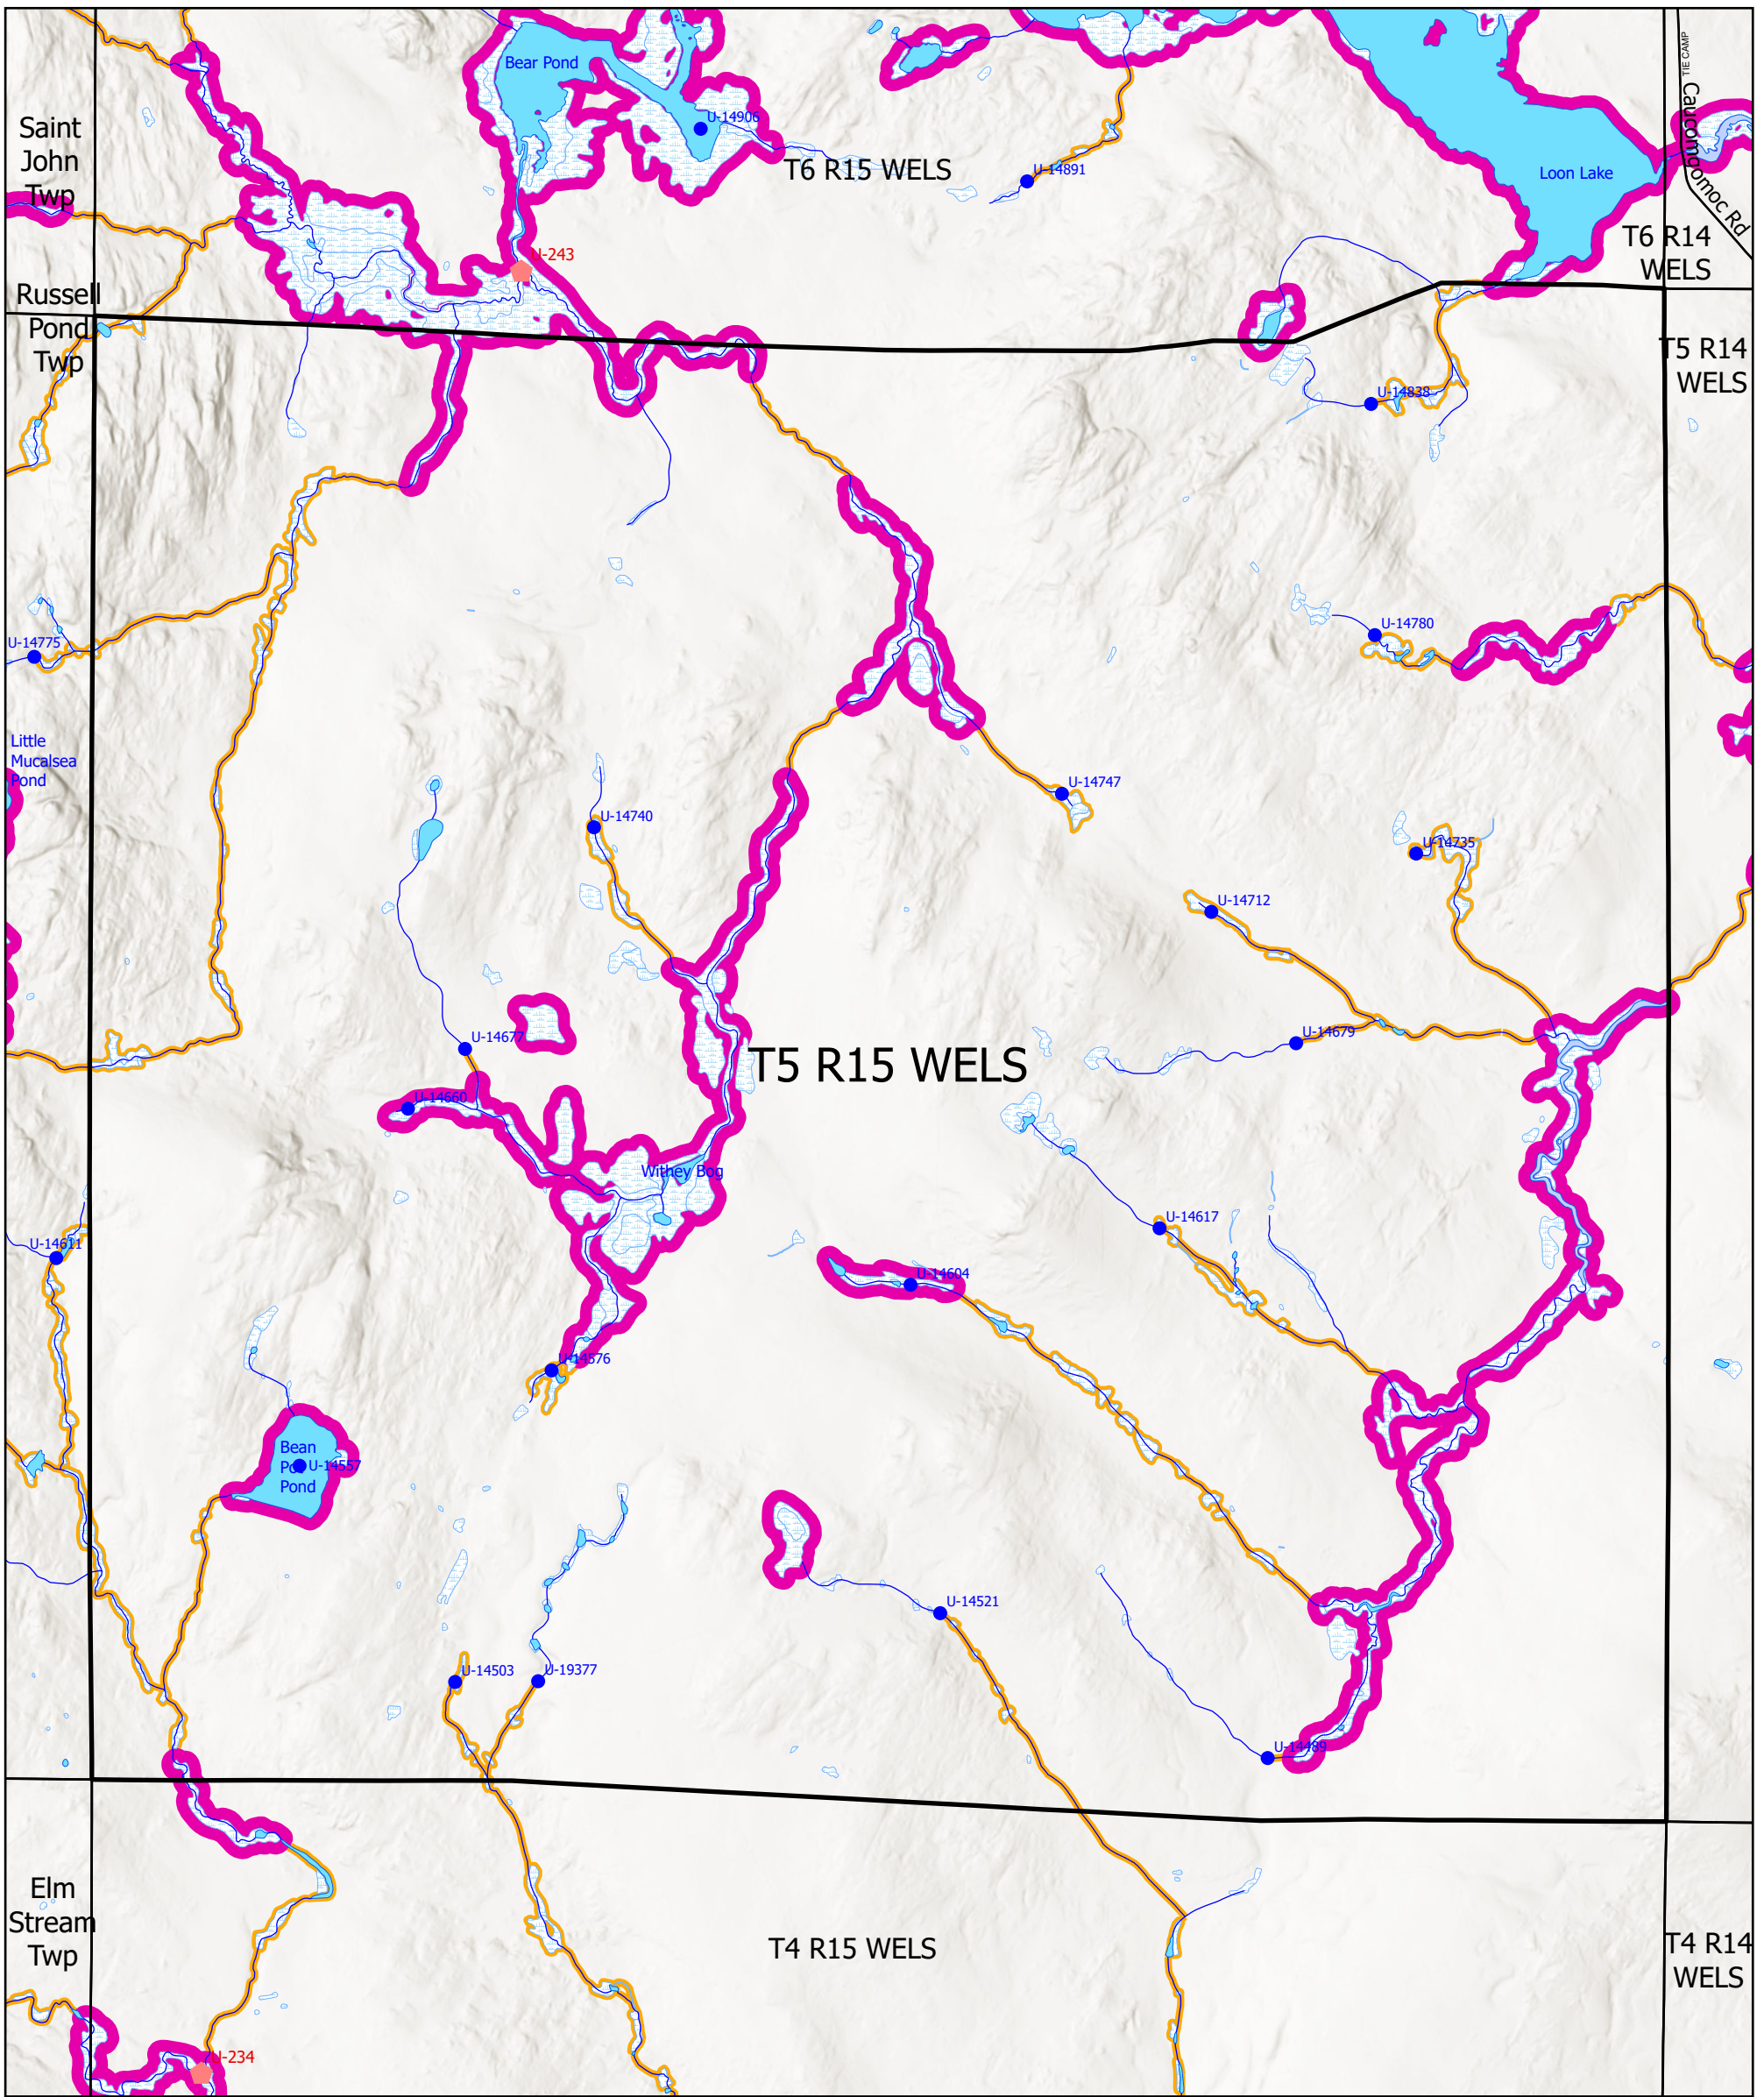 TIE CAMP
Caucomgomoc Rd
Bear Pond
U-14906
Saint
John
Twp
T6 R15 WELS
U-14891
Loon Lake
T6 R14
WELS
U-243
Russell
Pond
Twp
T5 R14
WELS
U-14838
U-14775
U-14780
Little
Mucalsea
Pond
U-14747
U-14740
U-14735
U-14712
U-14677
U-14679
T5 R15 WELS
U-14660
Withey Bog
U-14617
U-14611
U-14604
U-14576
Bean
Pot
Pond
U-14557
U-14521
U-14503
U-19377
U-14489
Elm
Stream
Twp
T4 R15 WELS
T4 R14
WELS
U-234